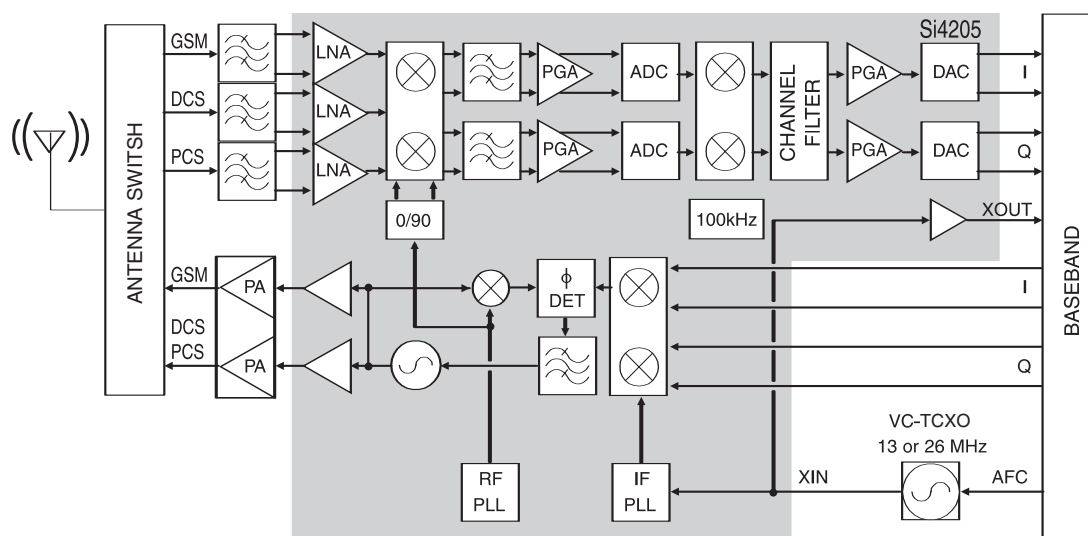 Si4205
GSM
LNA
PGA
ADC
PGA
DAC
I
DCS
LNA
CHANNEL
FILTER
PCS
LNA
PGA
ADC
PGA
DAC
Q
ANTENNA SWITSH
0/90
100kHz
XOUT
BASEBAND
GSM
PA
ϕ
DET
I
DCS
PCS
PA
Q
VC-TCXO
13 or 26 MHz
RF
PLL
IF
PLL
XIN
AFC